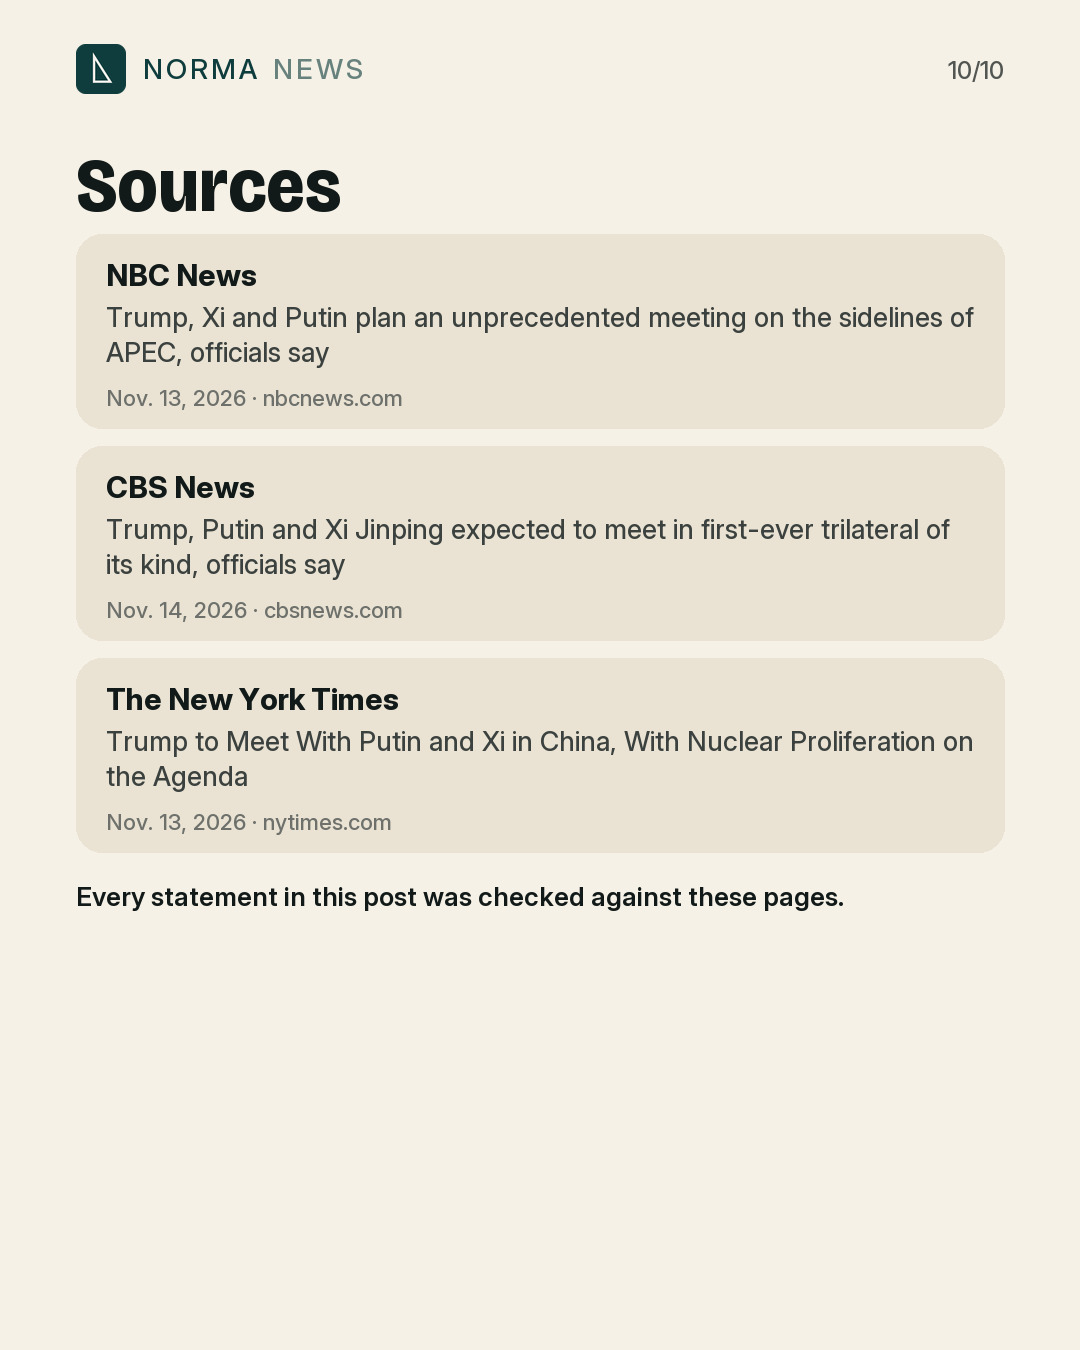 NORMA NEWS
10/10
Sources
NBC News
Trump, Xi and Putin plan an unprecedented meeting on the sidelines of
APEC, officials say
Nov. 13, 2026 · nbcnews.com
CBS News
Trump, Putin and Xi Jinping expected to meet in first-ever trilateral of
its kind, officials say
Nov. 14, 2026 · cbsnews.com
The New York Times
Trump to Meet With Putin and Xi in China, With Nuclear Proliferation on
the Agenda
Nov. 13, 2026 · nytimes.com
Every statement in this post was checked against these pages.